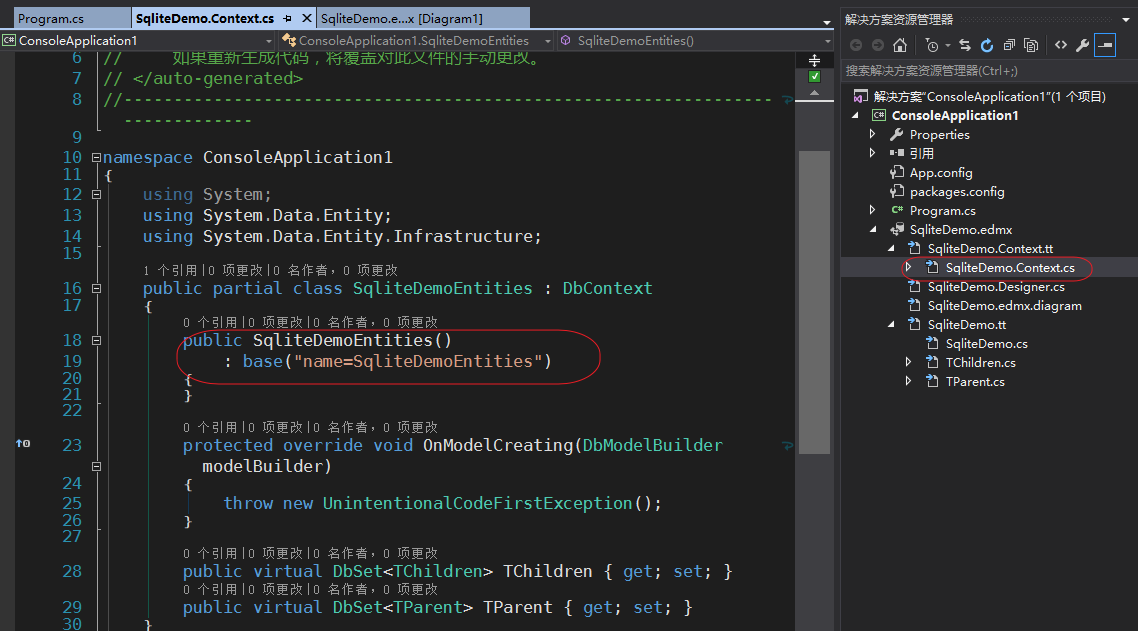 Program.cs
SqliteDemo.Context.cs
SqliteDemo.e...x [Diagram1]
ConsoleApplication1
ConsoleApplication1.SqliteDemoEntities
SqliteDemoEntities()
6 // 如果重新生成代码，将覆盖对此文件的手动更改。
7 // </auto-generated>
8 //-----------------------------------------------------------------
-------------
9
10 namespace ConsoleApplication1
11 {
12 using System;
13 using System.Data.Entity;
14 using System.Data.Entity.Infrastructure;
15
1 个引用|0 项更改|0 名作者，0 项更改
16 public partial class SqliteDemoEntities : DbContext
17 {
0 个引用|0 项更改|0 名作者，0 项更改
18 public SqliteDemoEntities()
19 : base("name=SqliteDemoEntities")
20 {
21 }
22
0 个引用|0 项更改|0 名作者，0 项更改
23 protected override void OnModelCreating(DbModelBuilder
modelBuilder)
24 {
25 throw new UnintentionalCodeFirstException();
26 }
27
0 个引用|0 项更改|0 名作者，0 项更改
28 public virtual DbSet<TChildren> TChildren { get; set; }
0 个引用|0 项更改|0 名作者，0 项更改
29 public virtual DbSet<TParent> TParent { get; set; }
30 }
解决方案资源管理器
搜索解决方案资源管理器(Ctrl+;)
解决方案"ConsoleApplication1"(1 个项目)
C# ConsoleApplication1
Properties
引用
App.config
packages.config
C# Program.cs
SqliteDemo.edmx
SqliteDemo.Context.tt
SqliteDemo.Context.cs
SqliteDemo.Designer.cs
SqliteDemo.edmx.diagram
SqliteDemo.tt
SqliteDemo.cs
TChildren.cs
TParent.cs